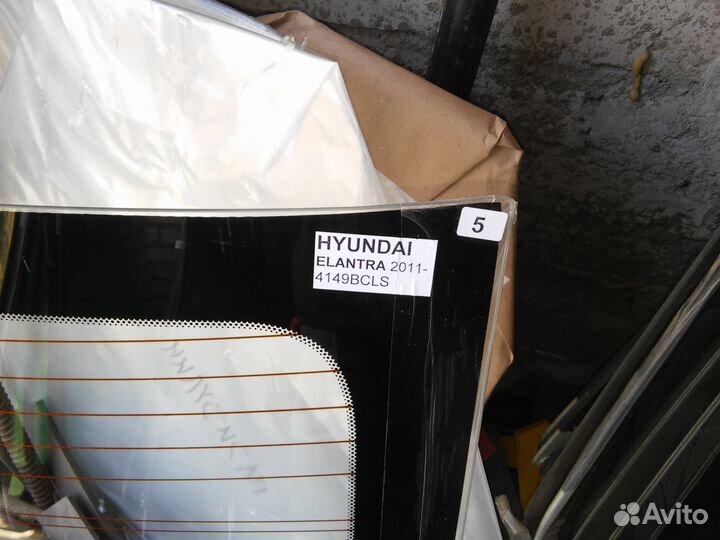 5
HYUNDAI
ELANTRA 2011-
4149BCLS
Avito